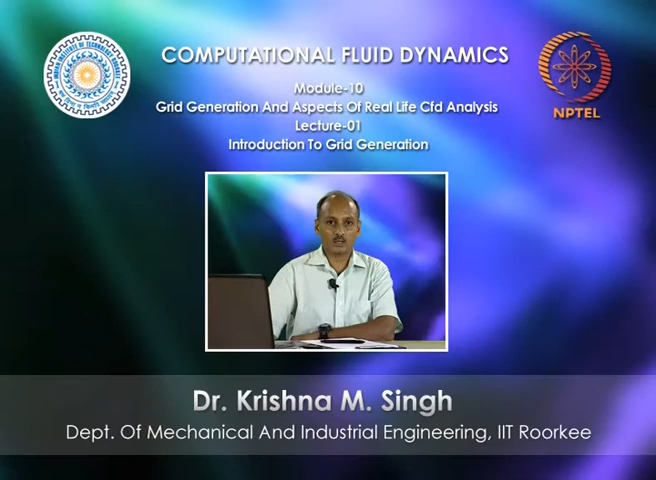 COMPUTATIONAL FLUID DYNAMICS
Module-10
Grid Generation And Aspects Of Real Life Cfd Analysis
Lecture-01
Introduction To Grid Generation
NPTEL
Dr. Krishna M. Singh
Dept. Of Mechanical And Industrial Engineering, IIT Roorkee